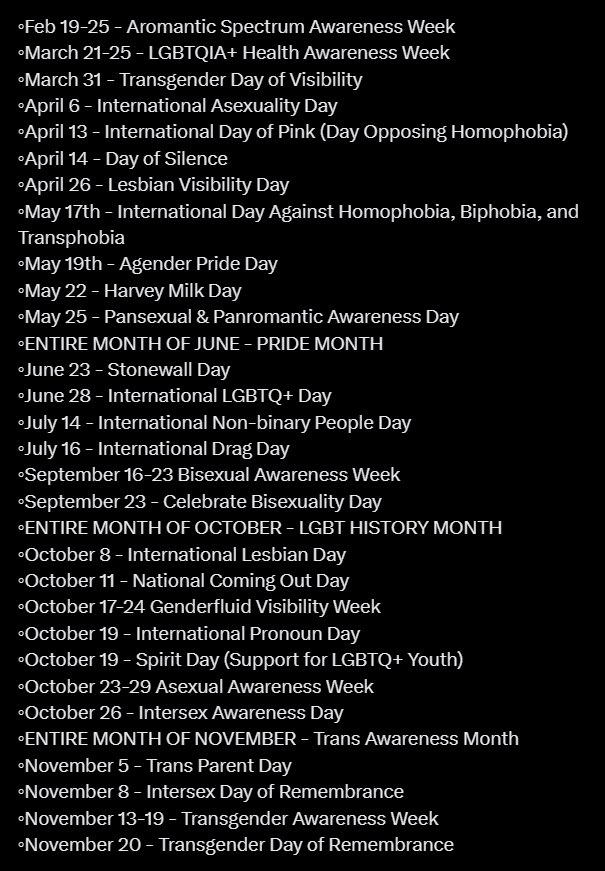 ◦Feb 19-25 - Aromantic Spectrum Awareness Week
◦March 21-25 - LGBTQIA+ Health Awareness Week
◦March 31 - Transgender Day of Visibility
◦April 6 - International Asexuality Day
◦April 13 - International Day of Pink (Day Opposing Homophobia)
◦April 14 - Day of Silence
◦April 26 - Lesbian Visibility Day
◦May 17th - International Day Against Homophobia, Biphobia, and
Transphobia
◦May 19th - Agender Pride Day
◦May 22 - Harvey Milk Day
◦May 25 - Pansexual & Panromantic Awareness Day
◦ENTIRE MONTH OF JUNE - PRIDE MONTH
◦June 23 - Stonewall Day
◦June 28 - International LGBTQ+ Day
◦July 14 - International Non-binary People Day
◦July 16 - International Drag Day
◦September 16-23 Bisexual Awareness Week
◦September 23 - Celebrate Bisexuality Day
◦ENTIRE MONTH OF OCTOBER - LGBT HISTORY MONTH
◦October 8 - International Lesbian Day
◦October 11 - National Coming Out Day
◦October 17-24 Genderfluid Visibility Week
◦October 19 - International Pronoun Day
◦October 19 - Spirit Day (Support for LGBTQ+ Youth)
◦October 23-29 Asexual Awareness Week
◦October 26 - Intersex Awareness Day
◦ENTIRE MONTH OF NOVEMBER - Trans Awareness Month
◦November 5 - Trans Parent Day
◦November 8 - Intersex Day of Remembrance
◦November 13-19 - Transgender Awareness Week
◦November 20 - Transgender Day of Remembrance